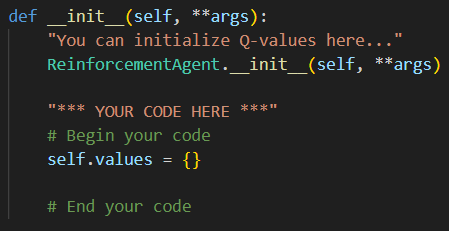 def __init__(self, **args):
    "You can initialize Q-values here..."
    ReinforcementAgent.__init__(self, **args)
    "*** YOUR CODE HERE ***"
    # Begin your code
    self.values = {}
    # End your code